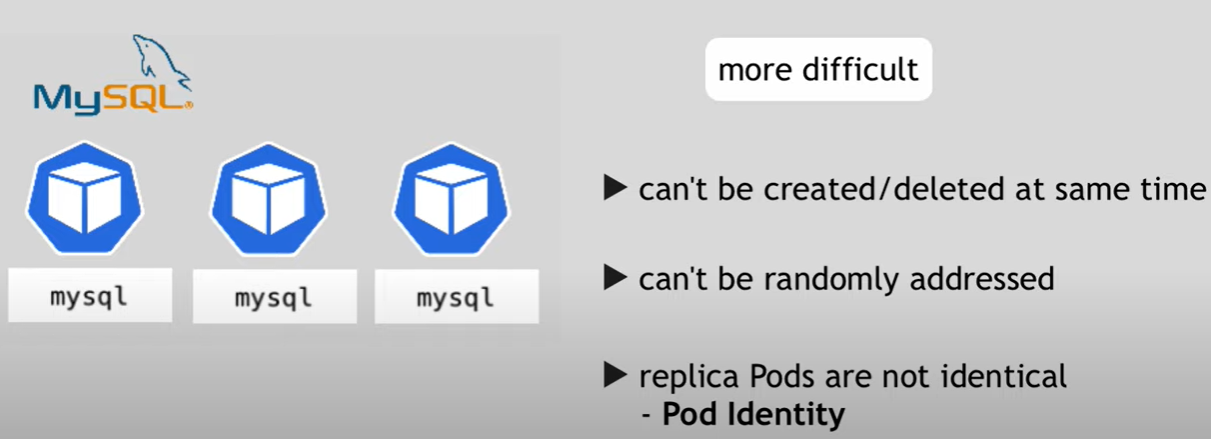 MySQL®
more difficult
mysql
mysql
mysql
▶ can't be created/deleted at same time
▶ can't be randomly addressed
▶ replica Pods are not identical
- Pod Identity